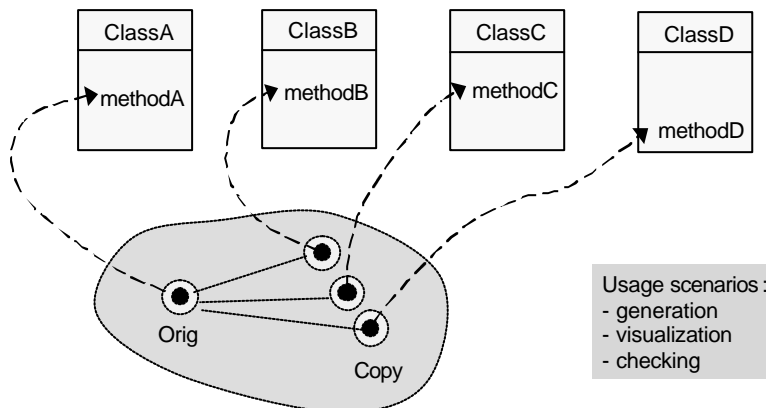 ClassA
ClassB
ClassC
ClassD
methodA
methodB
methodC
methodD
Orig
Copy
Usage scenarios:
- generation
- visualization
- checking